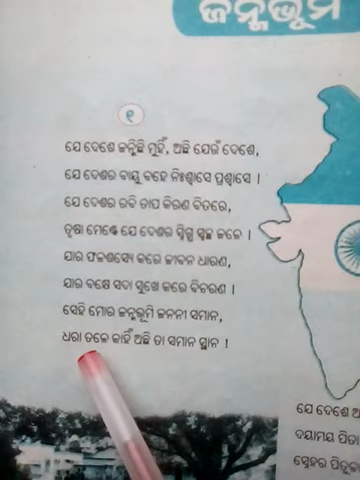 ଜନ୍ମଭୂମି
୧
ଯେ ଦେଶେ ଜନ୍ମିଛି ମୁହିଁ, ଅଛି ଯେଉଁ ଦେଶେ,
ଯେ ଦେଶର ବାୟୁ ବହେ ନିଃଶ୍ୱାସେ ପ୍ରଶ୍ୱାସେ ।
ଯେ ଦେଶର ରବି ତାପ କିରଣ ବିତରେ,
ତୃଷା ମେଣ୍ଟେ ଯେ ଦେଶର ସ୍ନିଗ୍ଧ ସ୍ୱଚ୍ଛ ଜଳେ ।
ଯାର ଫଳଶସ୍ୟେ କରେ ଜୀବନ ଧାରଣ,
ଯାର ବକ୍ଷେ ସଦା ସୁଖେ କରେ ବିଚରଣ ।
ସେହି ମୋର ଜନ୍ମଭୂମି ଜନନୀ ସମାନ,
ଧରା ତଳେ କାହିଁ ଅଛି ତା ସମାନ ସ୍ଥାନ !
ଯେ ଦେଶେ
ଦୟାମୟ ପିତା
ସ୍ନେହର